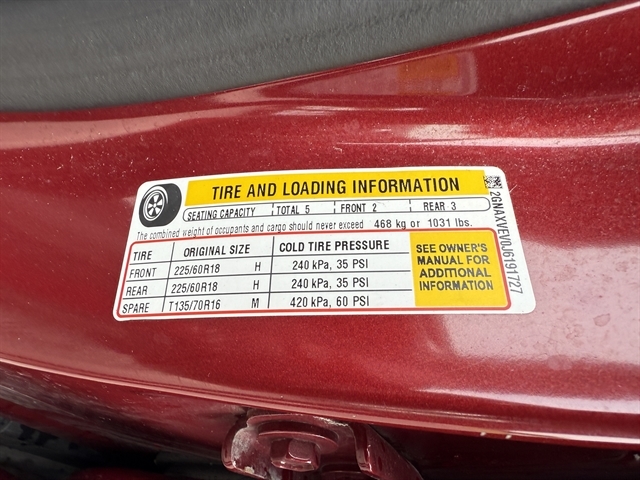 TIRE AND LOADING INFORMATION
SEATING CAPACITY TOTAL 5 FRONT 2 REAR 3
The combined weight of occupants and cargo should never exceed 468 kg or 1031 lbs.
TIRE ORIGINAL SIZE COLD TIRE PRESSURE
FRONT 225/60R18 H 240 kPa, 35 PSI
REAR 225/60R18 H 240 kPa, 35 PSI
SPARE T135/70R16 M 420 kPa, 60 PSI
SEE OWNER'S
MANUAL FOR
ADDITIONAL
INFORMATION
2GNAXVEV0J6191727